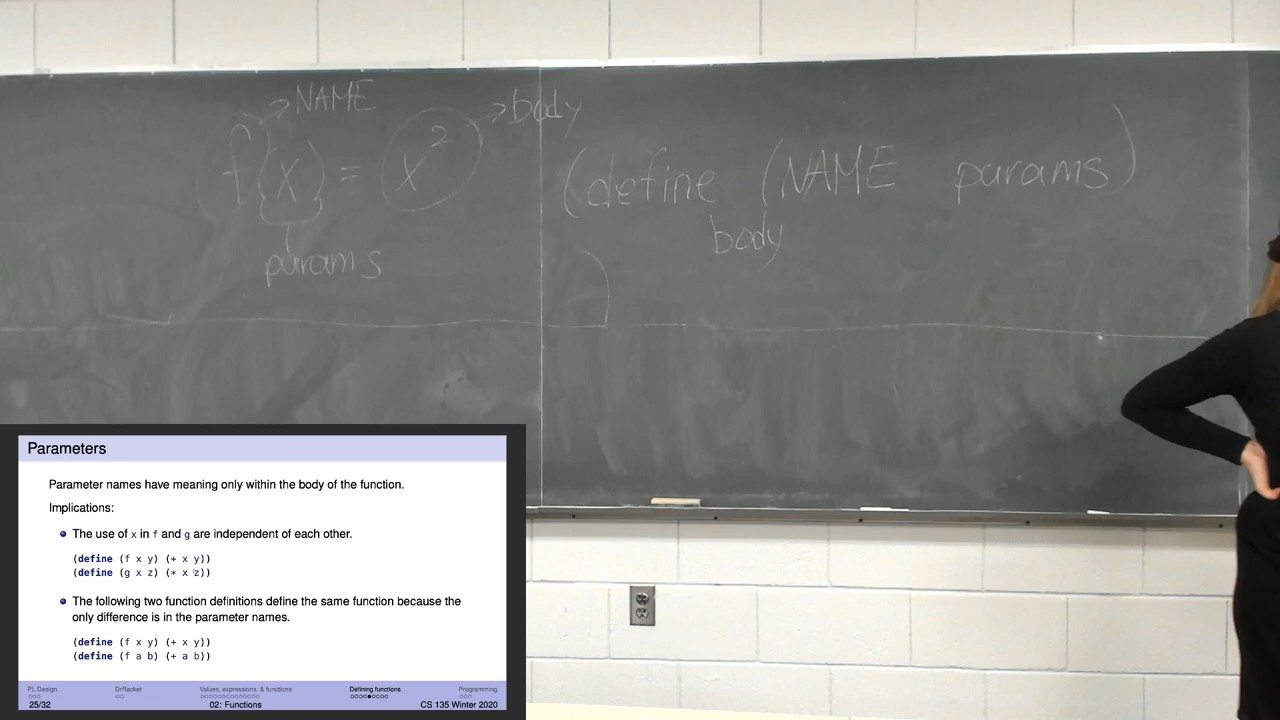 NAME
body
f(x) = x²
params
(define (NAME params)
body
)
Parameters
Parameter names have meaning only within the body of the function.
Implications:
The use of x in f and g are independent of each other.
(define (f x y) (+ x y))
(define (g x z) (* x z))
The following two function definitions define the same function because the
only difference is in the parameter names.
(define (f x y) (+ x y))
(define (f a b) (+ a b))
PL Design DrRacket Values, expressions, & functions Defining functions Programming
25/32 02: Functions CS 135 Winter 2020